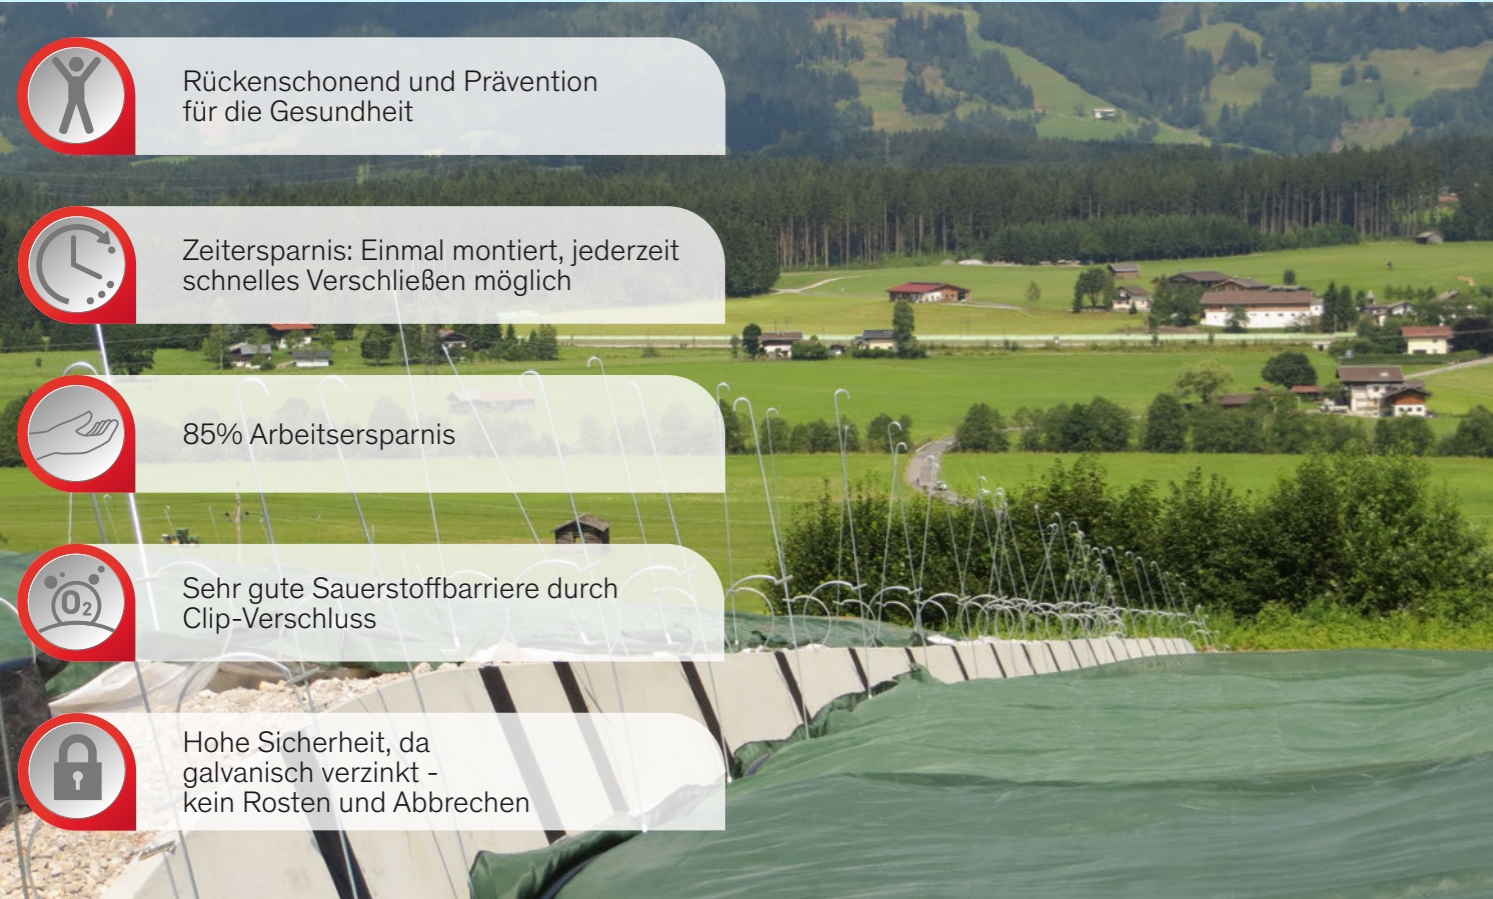 Rückenschonend und Prävention
für die Gesundheit
Zeitersparnis: Einmal montiert, jederzeit
schnelles Verschließen möglich
85% Arbeitsersparnis
O₂
Sehr gute Sauerstoffbarriere durch
Clip-Verschluss
Hohe Sicherheit, da
galvanisch verzinkt -
kein Rosten und Abbrechen